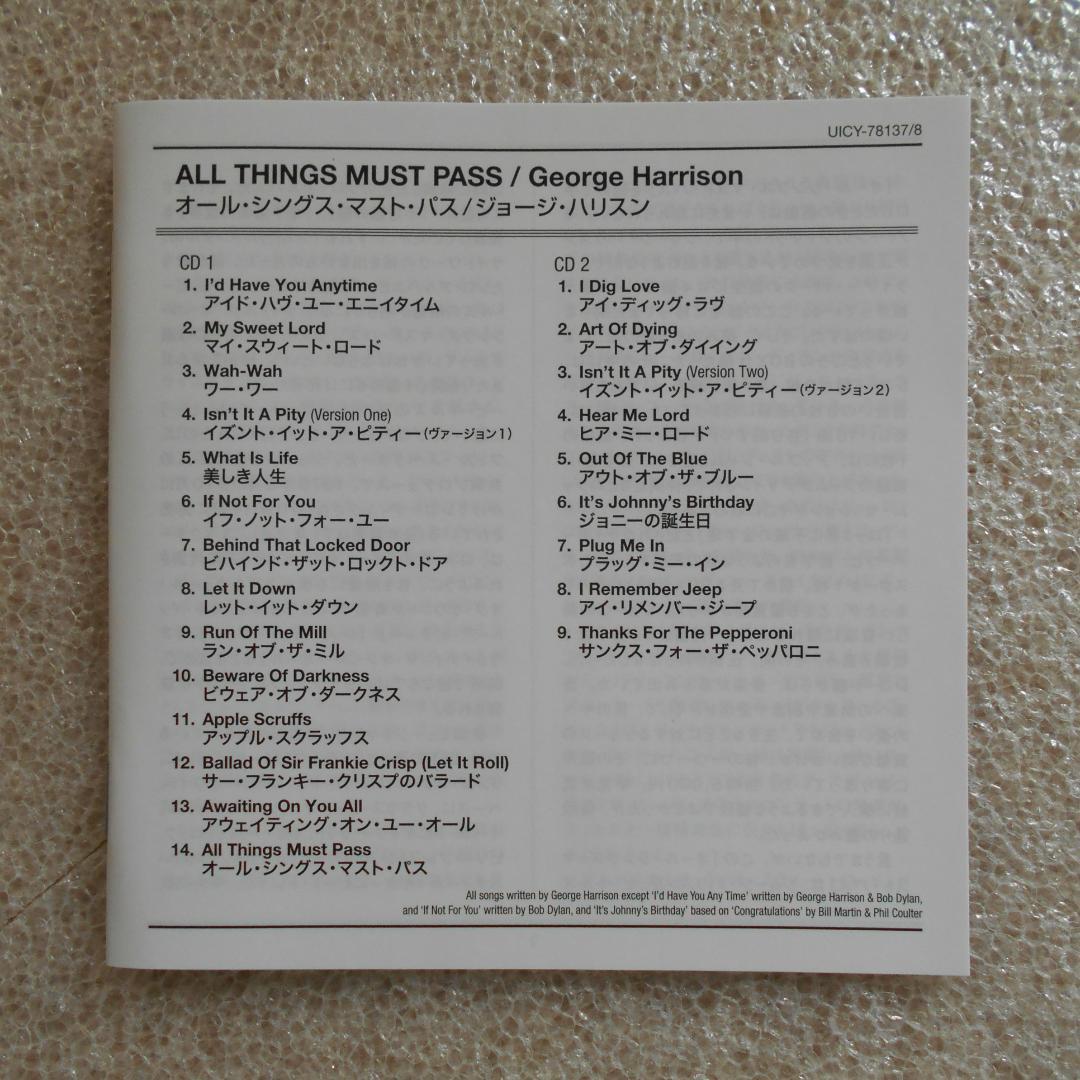 UICY-78137/8
ALL THINGS MUST PASS / George Harrison
オール・シングス・マスト・パス/ジョージ・ハリスン
CD 1
1. I'd Have You Anytime
アイド・ハヴ・ユー・エニイタイム
2. My Sweet Lord
マイ・スウィート・ロード
3. Wah-Wah
ワー・ワー
4. Isn't It A Pity (Version One)
イズント・イット・ア・ピティー(ヴァージョン1)
5. What Is Life
美しき人生
6. If Not For You
イフ・ノット・フォー・ユー
7. Behind That Locked Door
ビハインド・ザット・ロックト・ドア
8. Let It Down
レット・イット・ダウン
9. Run Of The Mill
ラン・オブ・ザ・ミル
10. Beware Of Darkness
ビウェア・オブ・ダークネス
11. Apple Scruffs
アップル・スクラッフス
12. Ballad Of Sir Frankie Crisp (Let It Roll)
サー・フランキー・クリスプのバラード
13. Awaiting On You All
アウェイティング・オン・ユー・オール
14. All Things Must Pass
オール・シングス・マスト・パス
CD 2
1. I Dig Love
アイ・ディッグ・ラヴ
2. Art Of Dying
アート・オブ・ダイイング
3. Isn't It A Pity (Version Two)
イズント・イット・ア・ピティー(ヴァージョン2)
4. Hear Me Lord
ヒア・ミー・ロード
5. Out Of The Blue
アウト・オブ・ザ・ブルー
6. It's Johnny's Birthday
ジョニーの誕生日
7. Plug Me In
プラッグ・ミー・イン
8. I Remember Jeep
アイ・リメンバー・ジープ
9. Thanks For The Pepperoni
サンクス・フォー・ザ・ペッパロニ
All songs written by George Harrison except 'I'd Have You Any Time' written by George Harrison & Bob Dylan,
and 'If Not For You' written by Bob Dylan, and 'It's Johnny's Birthday' based on 'Congratulations' by Bill Martin & Phil Coulter